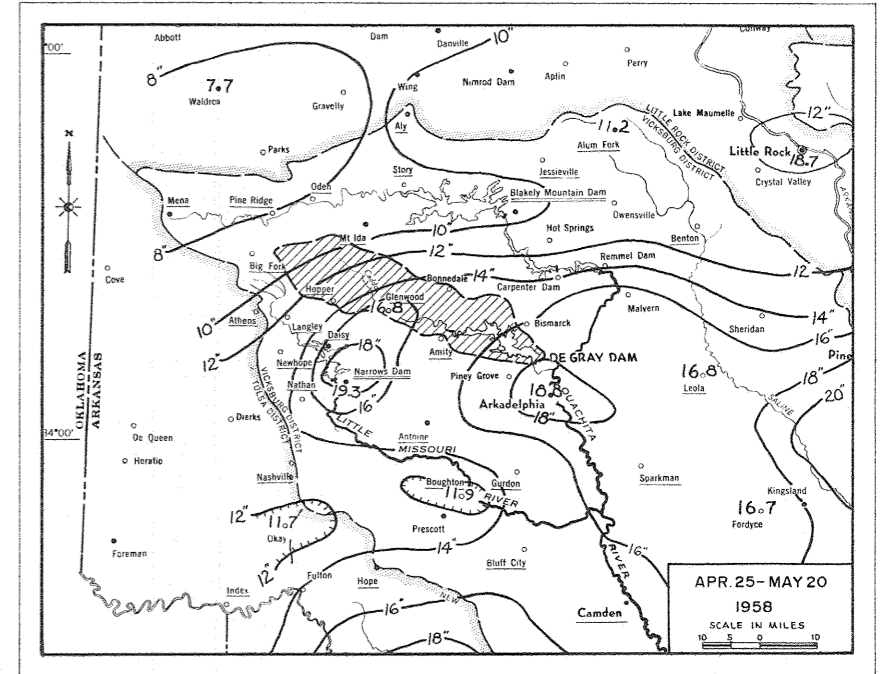 Abbott
Dam
Danville
10"
Conway
°00'
8"
7.7
Waldron
Gravelly
Wing
Nimrod Dam
Aplin
Perry
Lake Maumelle
12"
LITTLE ROCK DISTRICT
VICKSBURG DISTRICT
Aly
11.2
Alum Fork
Little Rock
18.7
Crystal Valley
N
Parks
Story
Jessieville
Mena
Pine Ridge
Oden
Blakely Mountain Dam
Owensville
Mt Ida
10"
Hot Springs
Benton
8"
12"
Remmel Dam
12
Big Fork
Cove
Bonnedale
14"
Carpenter Dam
Hopper
Glenwood
16.8
Malvern
14"
10"
Athens
Langley
Bismarck
Sheridan
16"
Daisy
12"
18"
Amity
DE GRAY DAM
Pine
Newhope
Narrows Dam
Piney Grove
16.8
Leola
18"
20"
OKLAHOMA
ARKANSAS
VICKSBURG DISTRICT
TULSA DISTRICT
Nathan
19.3
16"
18.8
Arkadelphia
18"
OUACHITA
SALINE
Dierks
LITTLE
34°00'
De Queen
Antoine
MISSOURI
Horatio
Nashville
Boughton
11.9
RIVER
Gurdon
Sparkman
Kingsland
12"
11.7
Okay
Prescott
16.7
Fordyce
Foreman
14"
16"
12"
Bluff City
Fulton
Hope
RIVER
Index
NEW
16"
Camden
18"
APR. 25-MAY 20
1958
SCALE IN MILES
10 5 0 10